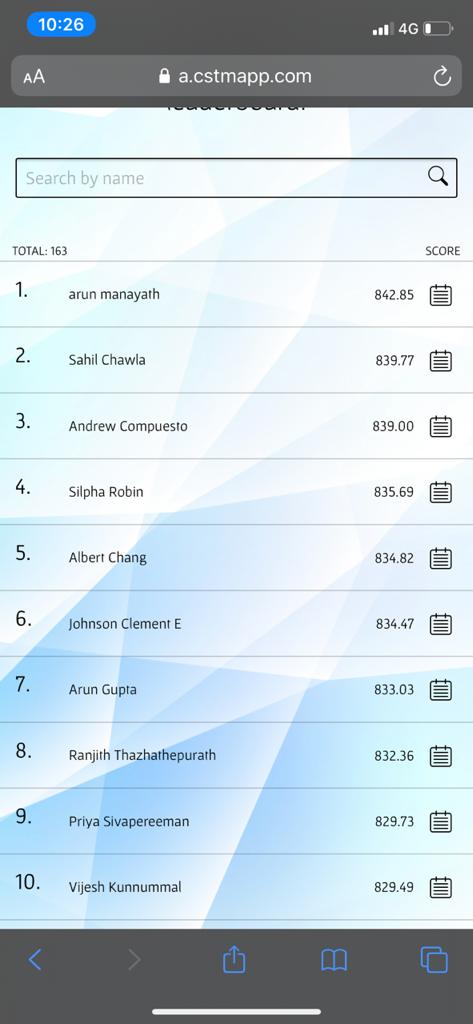 10:26
4G
AA
a.cstmapp.com
leaderboard.
Search by name
TOTAL: 163 SCORE
1. arun manayath 842.85
2. Sahil Chawla 839.77
3. Andrew Compuesto 839.00
4. Silpha Robin 835.69
5. Albert Chang 834.82
6. Johnson Clement E 834.47
7. Arun Gupta 833.03
8. Ranjith Thazhathepurath 832.36
9. Priya Sivapereeman 829.73
10. Vijesh Kunnummal 829.49